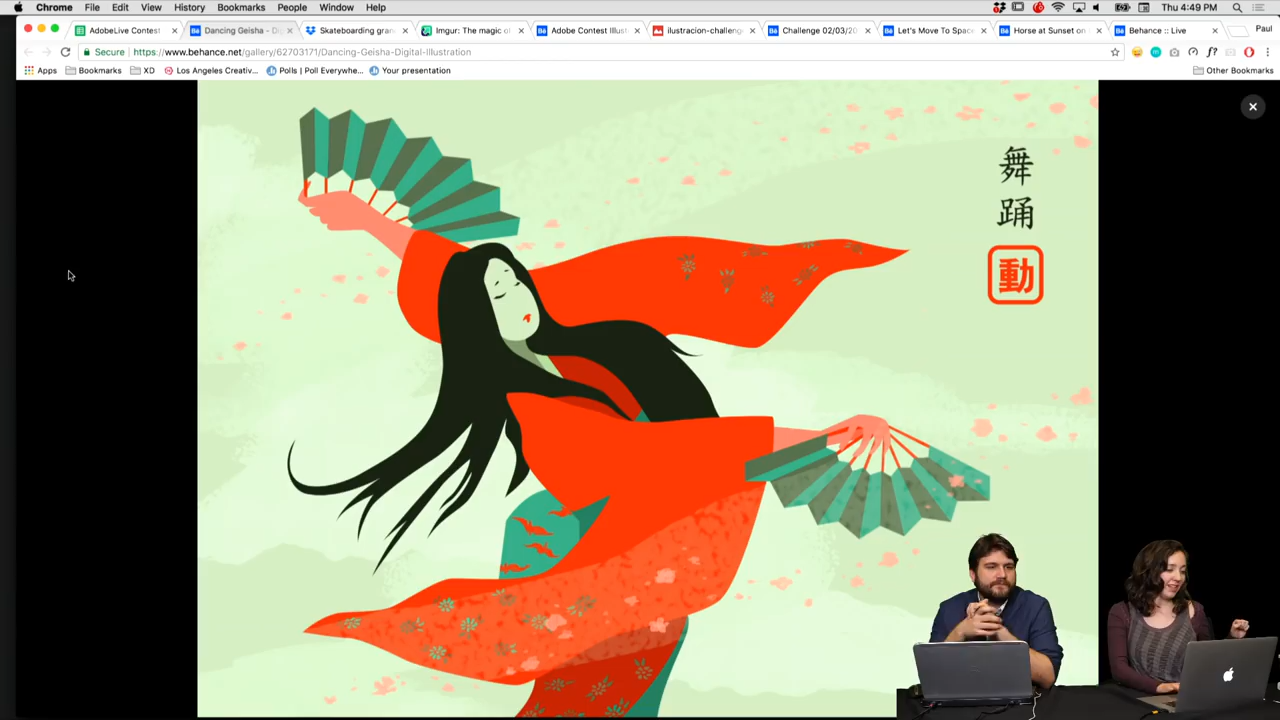 Chrome File Edit View History Bookmarks People Window Help Thu 4:49 PM
AdobeLive Contest Dancing Geisha - Di Skateboarding gran Imgur: The magic of Adobe Contest Illust ilustracion-challeng Challenge 02/03/20 Let's Move To Space Horse at Sunset on Behance :: Live Paul
Secure https://www.behance.net/gallery/62703171/Dancing-Geisha-Digital-Illustration
Apps Bookmarks XD Los Angeles Creativ... Polls | Poll Everywhe... Your presentation Other Bookmarks
舞
踊
動